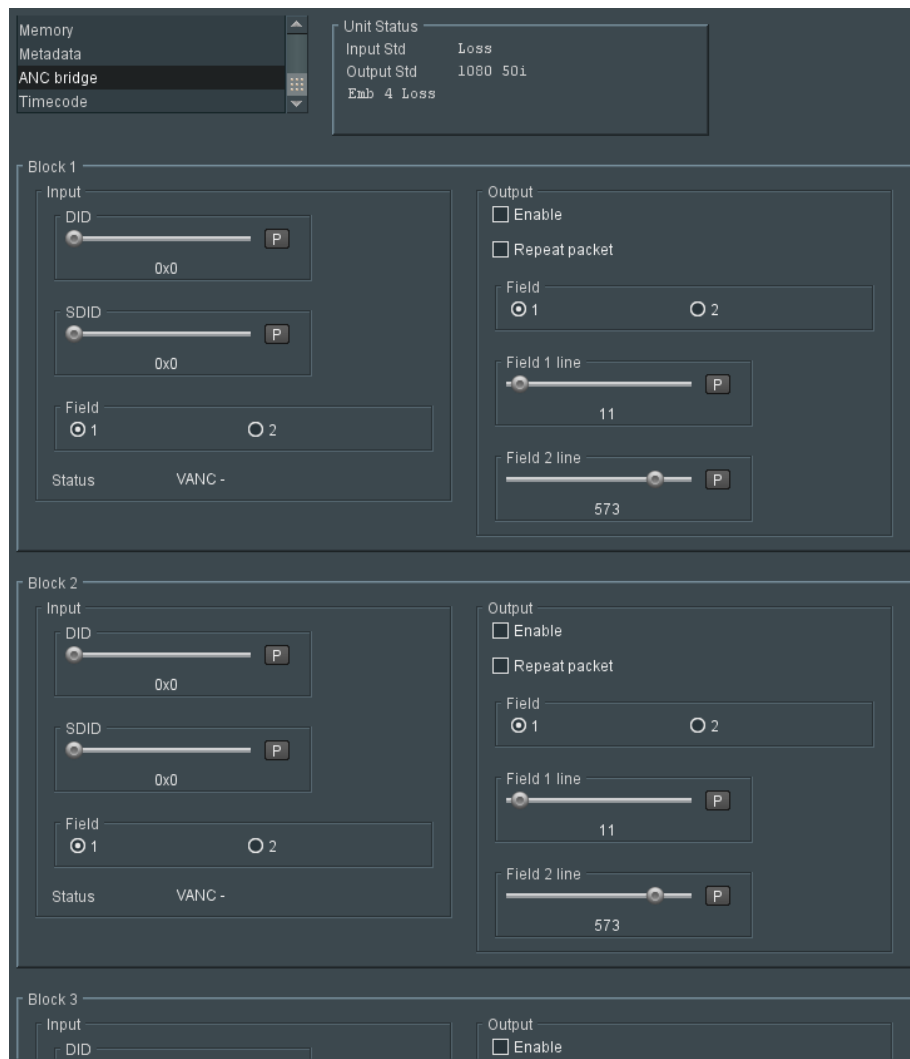 Memory
Metadata
ANC bridge
Timecode
Unit Status
Input Std Loss
Output Std 1080 50i
Emb 4 Loss
Block 1
Input
DID
P
0x0
SDID
P
0x0
Field
1 2
Status VANC -
Output
Enable
Repeat packet
Field
1 2
Field 1 line
P
11
Field 2 line
P
573
Block 2
Input
DID
P
0x0
SDID
P
0x0
Field
1 2
Status VANC -
Output
Enable
Repeat packet
Field
1 2
Field 1 line
P
11
Field 2 line
P
573
Block 3
Input
DID
Output
Enable